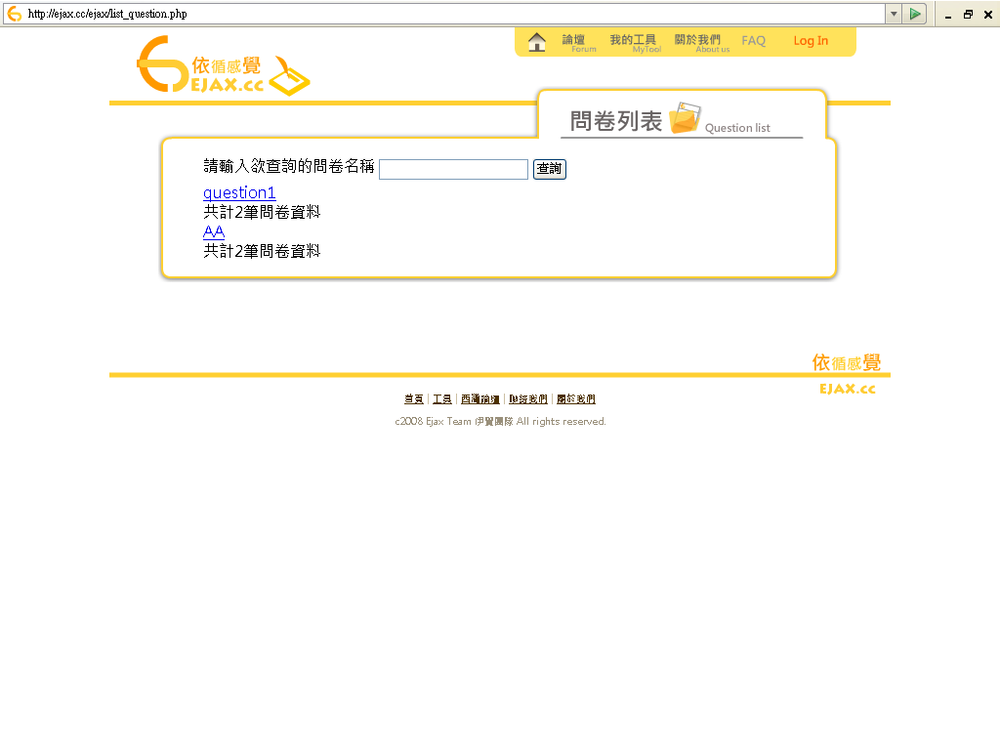 http://ejax.cc/ejax/list_question.php
論壇 Forum 我的工具 MyTool 關於我們 About us FAQ Log In
依循感覺
EJAX.cc
問卷列表 Question list
請輸入欲查詢的問卷名稱 查詢
question1
共計2筆問卷資料
AA
共計2筆問卷資料
依循感覺
EJAX.cc
首頁 | 工具 | 西灣論壇 | 聯絡我們 | 關於我們
c2008 Ejax Team 伊賀團隊 All rights reserved.